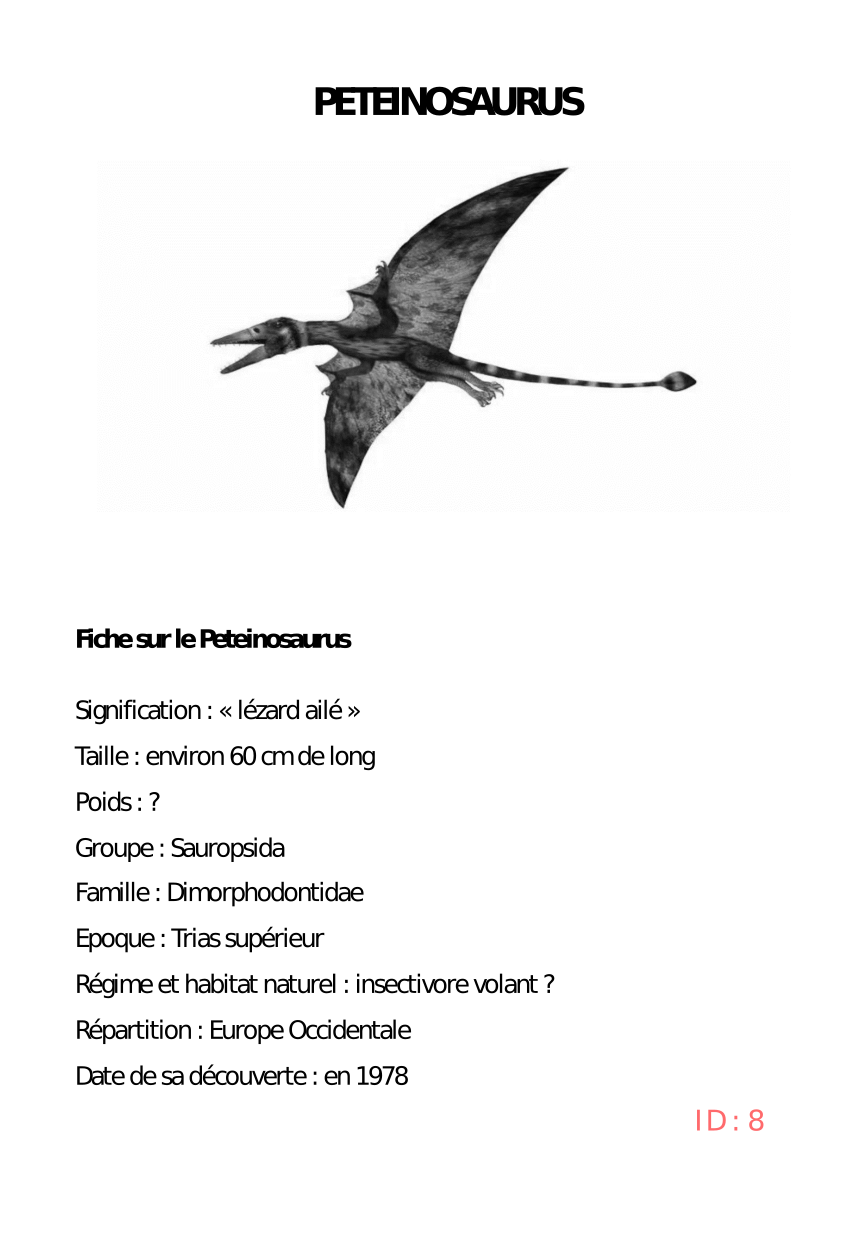 PETEINOSAURUS
Fiche sur le Peteinosaurus
Signification : « lézard ailé »
Taille : environ 60 cm de long
Poids : ?
Groupe : Sauropsida
Famille : Dimorphodontidae
Epoque : Trias supérieur
Régime et habitat naturel : insectivore volant ?
Répartition : Europe Occidentale
Date de sa découverte : en 1978
ID : 8